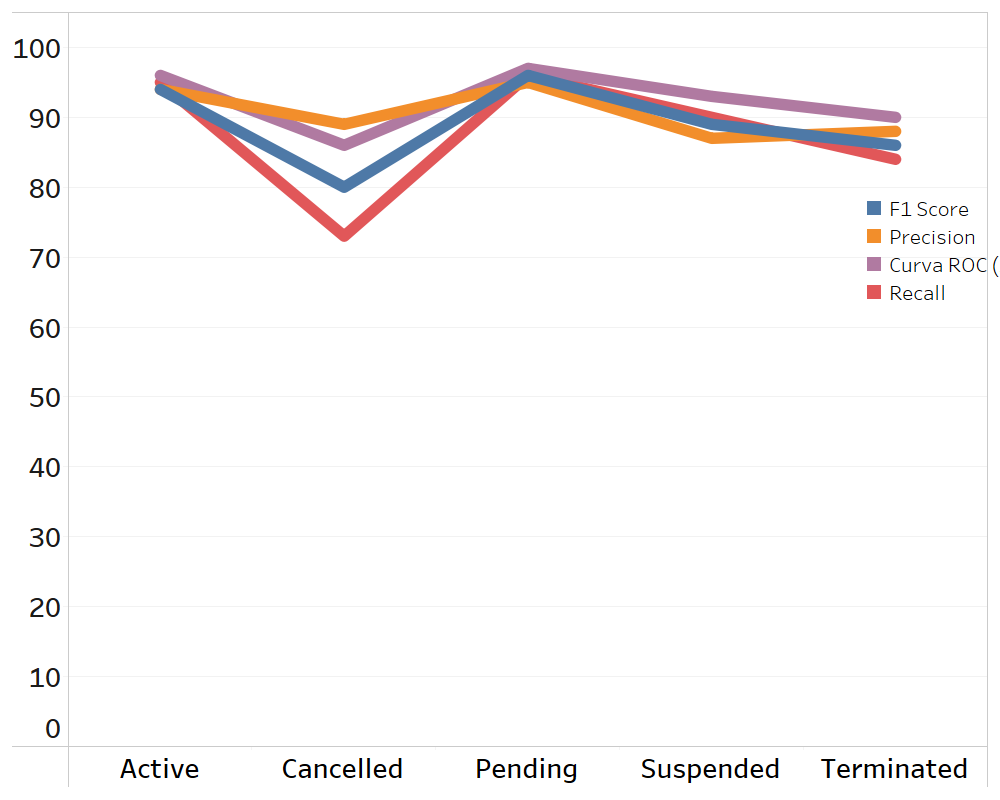 100
90
80
70
60
50
40
30
20
10
0
F1 Score
Precision
Curva ROC (
Recall
Active Cancelled Pending Suspended Terminated